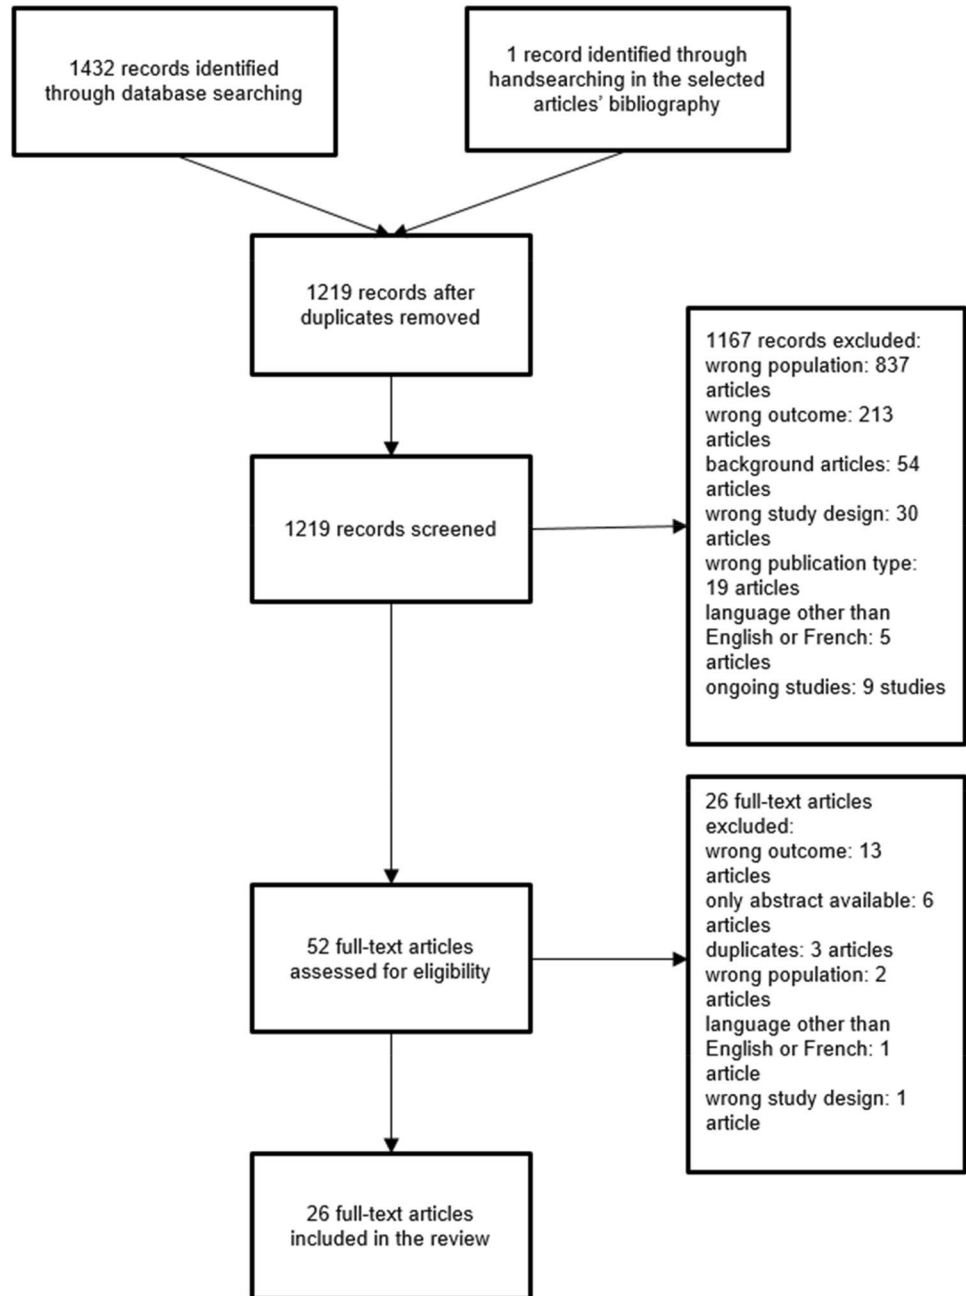 1432 records identified
through database searching
1 record identified through
handsearching in the selected
articles’ bibliography
1219 records after
duplicates removed
1219 records screened
1167 records excluded:
wrong population: 837
articles
wrong outcome: 213
articles
background articles: 54
articles
wrong study design: 30
articles
wrong publication type:
19 articles
language other than
English or French: 5
articles
ongoing studies: 9 studies
52 full-text articles
assessed for eligibility
26 full-text articles
excluded:
wrong outcome: 13
articles
only abstract available: 6
articles
duplicates: 3 articles
wrong population: 2
articles
language other than
English or French: 1
article
wrong study design: 1
article
26 full-text articles
included in the review